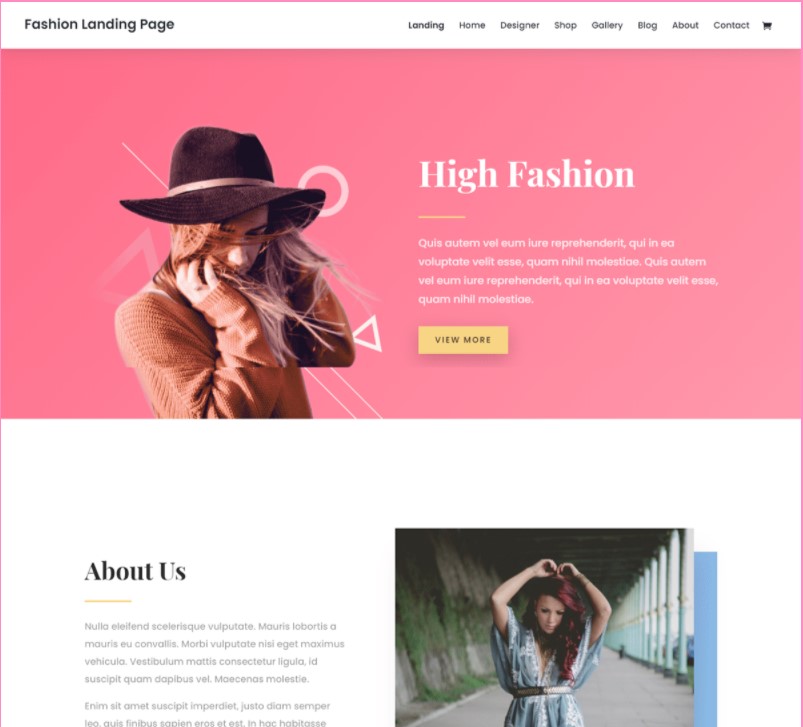 Fashion Landing Page
Landing Home Designer Shop Gallery Blog About Contact
High Fashion
Quis autem vel eum iure reprehenderit, qui in ea
voluptate velit esse, quam nihil molestiae. Quis autem
vel eum iure reprehenderit, qui in ea voluptate velit esse,
quam nihil molestiae.
VIEW MORE
About Us
Nulla eleifend scelerisque vulputate. Mauris lobortis a
mauris eu convallis. Morbi vulputate nisi eget maximus
vehicula. Vestibulum mattis consectetur ligula, id
suscipit quam dapibus vel. Maecenas molestie.
Enim sit amet suscipit imperdiet, justo diam semper
leo, quis finibus sapien eros et est. In hac habitasse